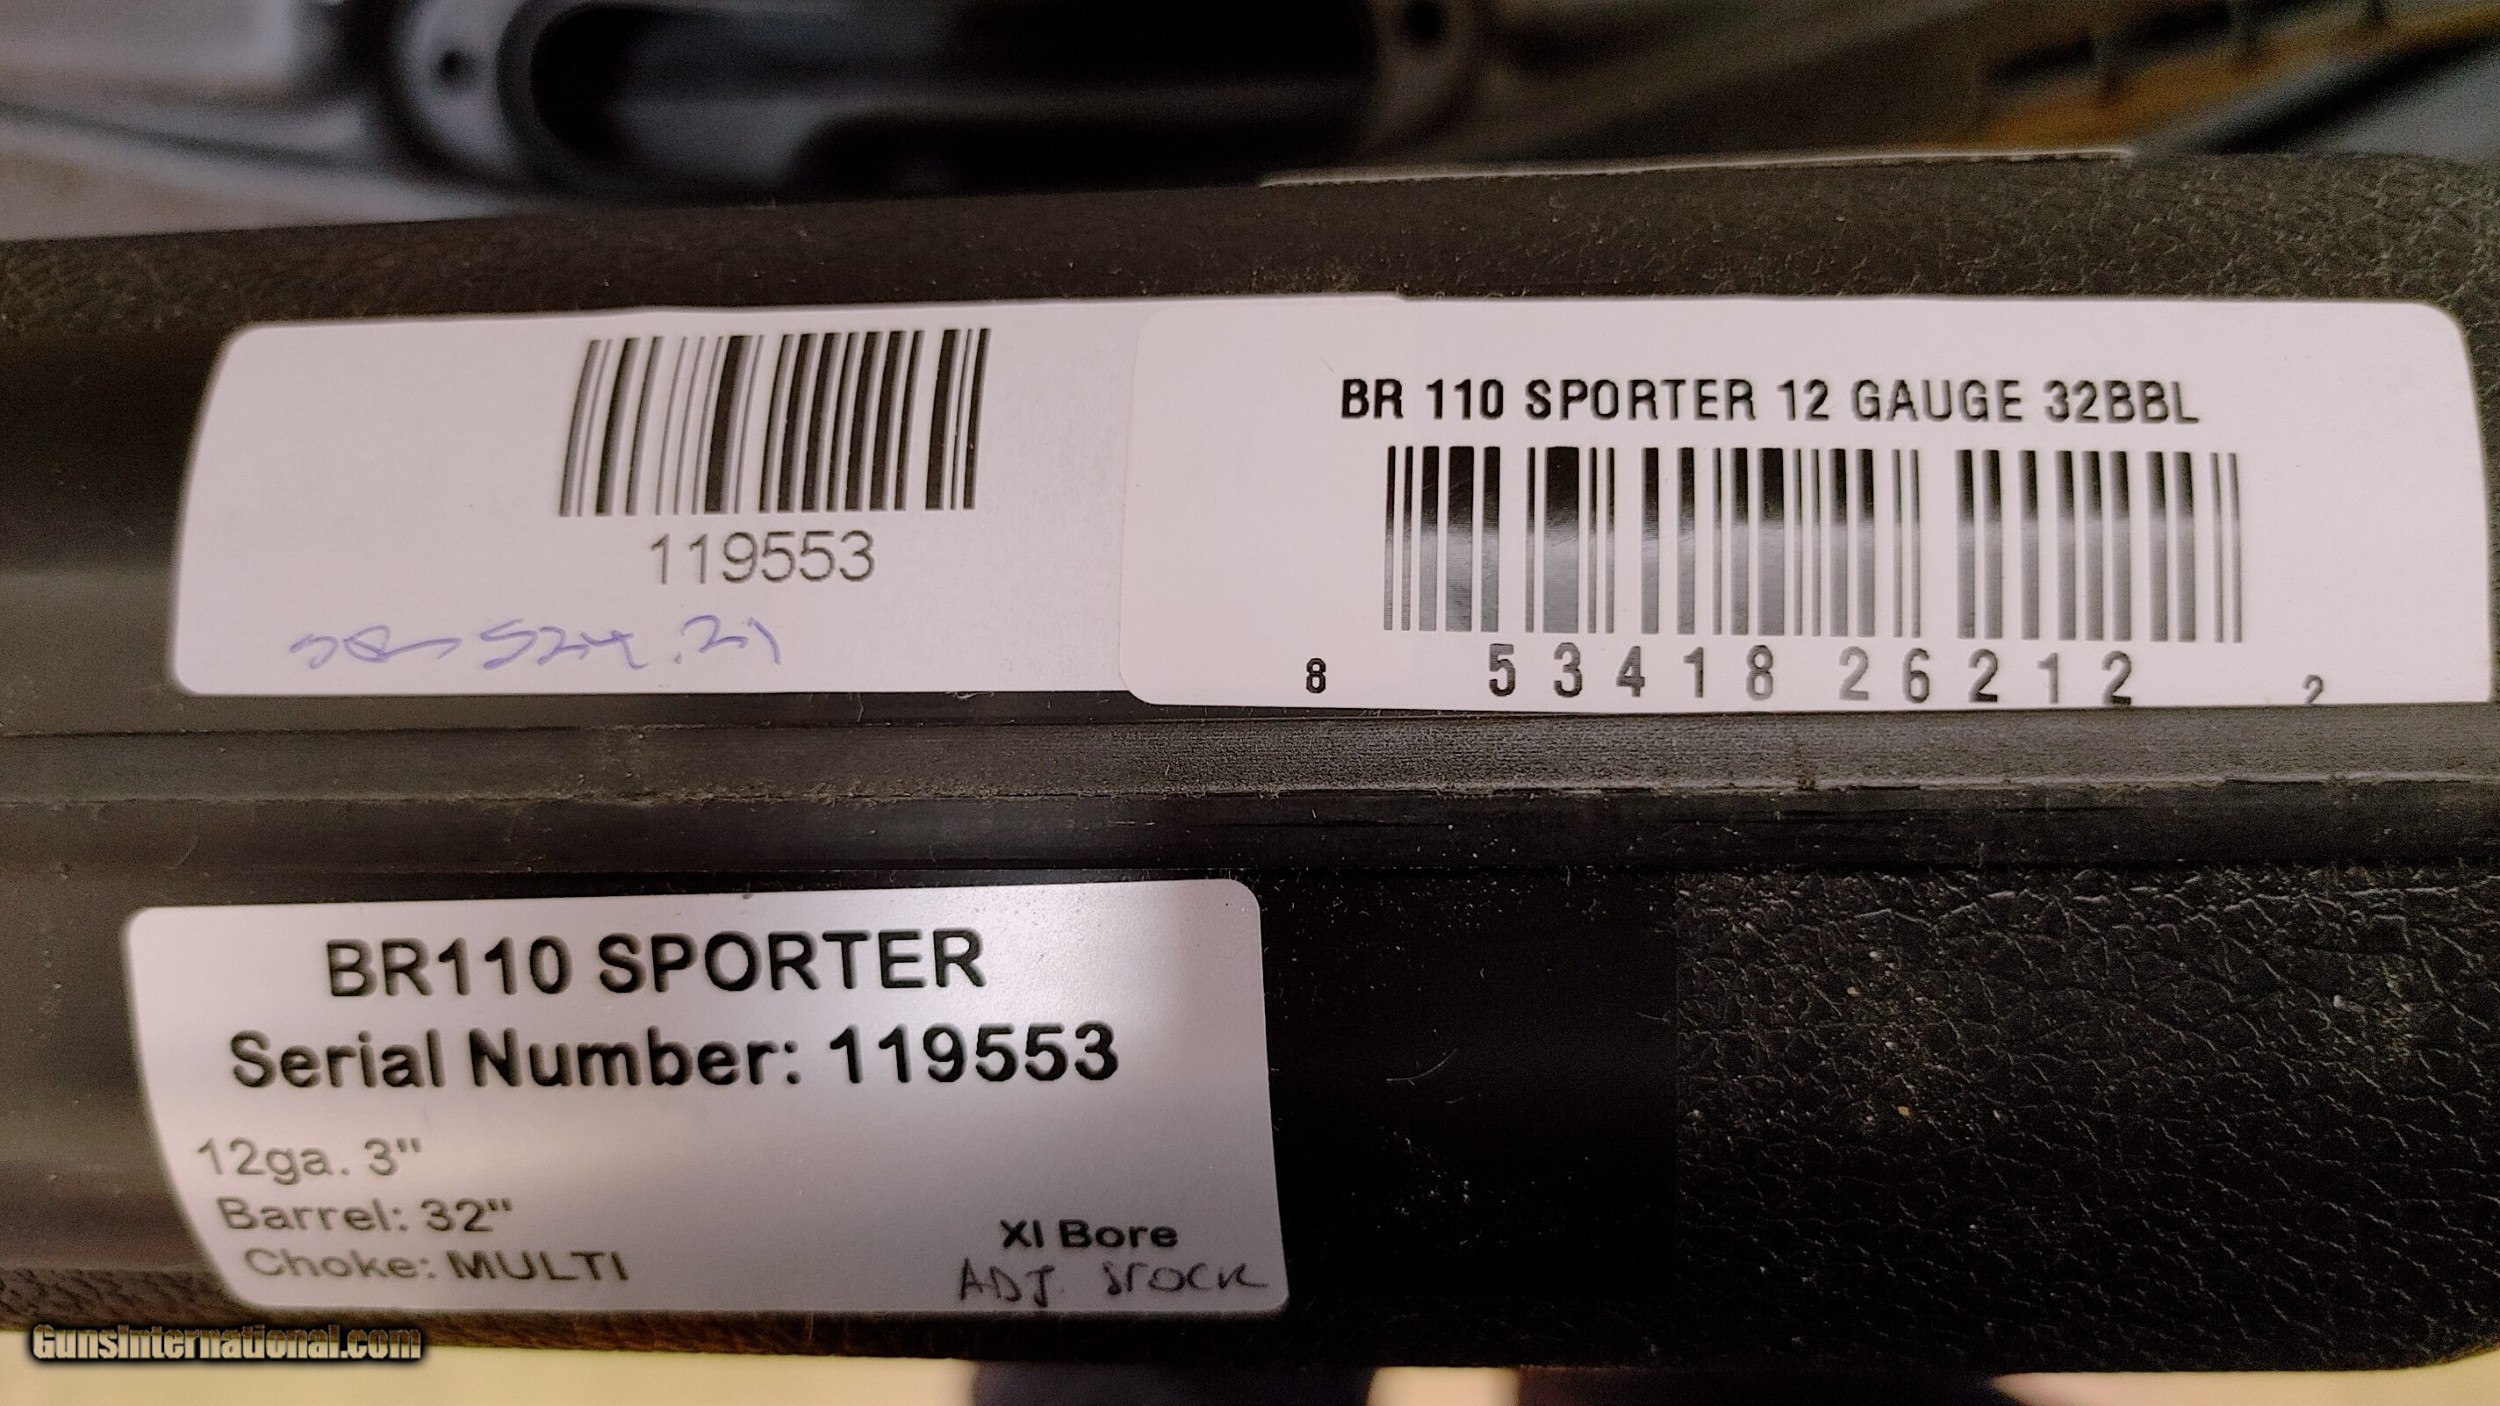 119553
BR 110 SPORTER 12 GAUGE 32BBL
8 53418 26212 2
BR110 SPORTER
Serial Number: 119553
12ga. 3"
Barrel: 32"
Choke: MULTI
XI Bore
ADJ. STOCK
GunsInternational.com